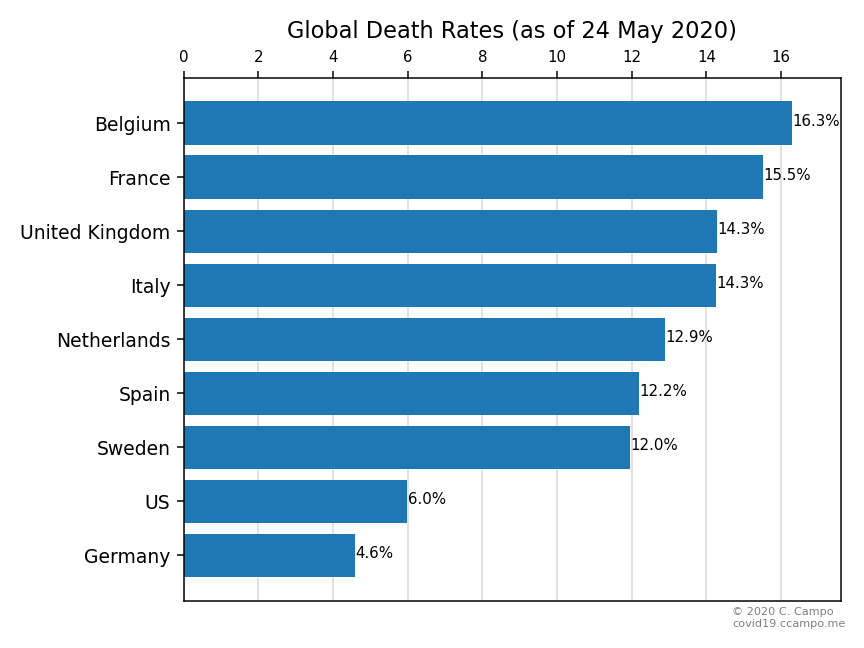 Global Death Rates (as of 24 May 2020)
0 2 4 6 8 10 12 14 16
Belgium 16.3%
France 15.5%
United Kingdom 14.3%
Italy 14.3%
Netherlands 12.9%
Spain 12.2%
Sweden 12.0%
US 6.0%
Germany 4.6%
© 2020 C. Campo
covid19.ccampo.me